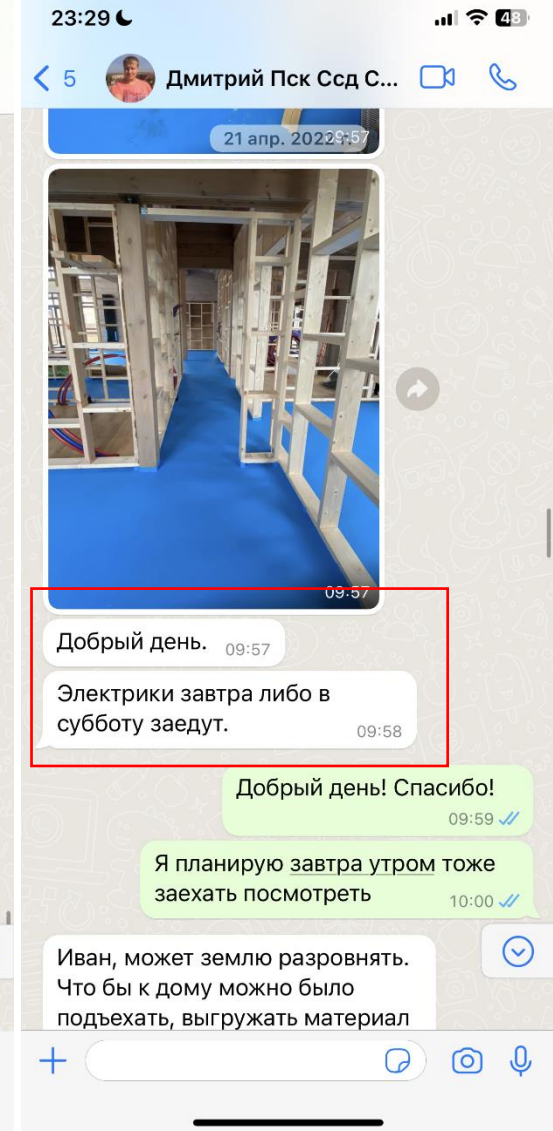 23:29
48
5
Дмитрий Пск Ссд С...
21 апр. 2022 г.
09:57
09:57
Добрый день.
09:57
Электрики завтра либо в
субботу заедут.
09:58
Добрый день! Спасибо!
09:59
Я планирую завтра утром тоже
заехать посмотреть
10:00
Иван, может землю разровнять.
Что бы к дому можно было
подъехать, выгружать материал